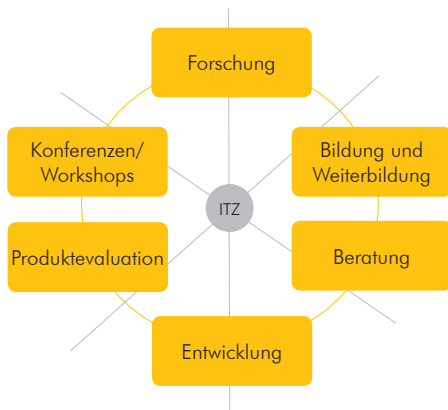 Forschung
Konferenzen/
Workshops
Bildung und
Weiterbildung
ITZ
Produktevaluation
Beratung
Entwicklung